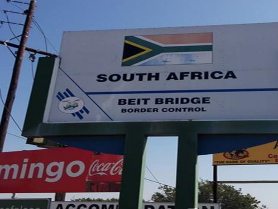 SOUTH AFRICA
BEIT BRIDGE
BORDER CONTROL
mingo
Coca-Cola